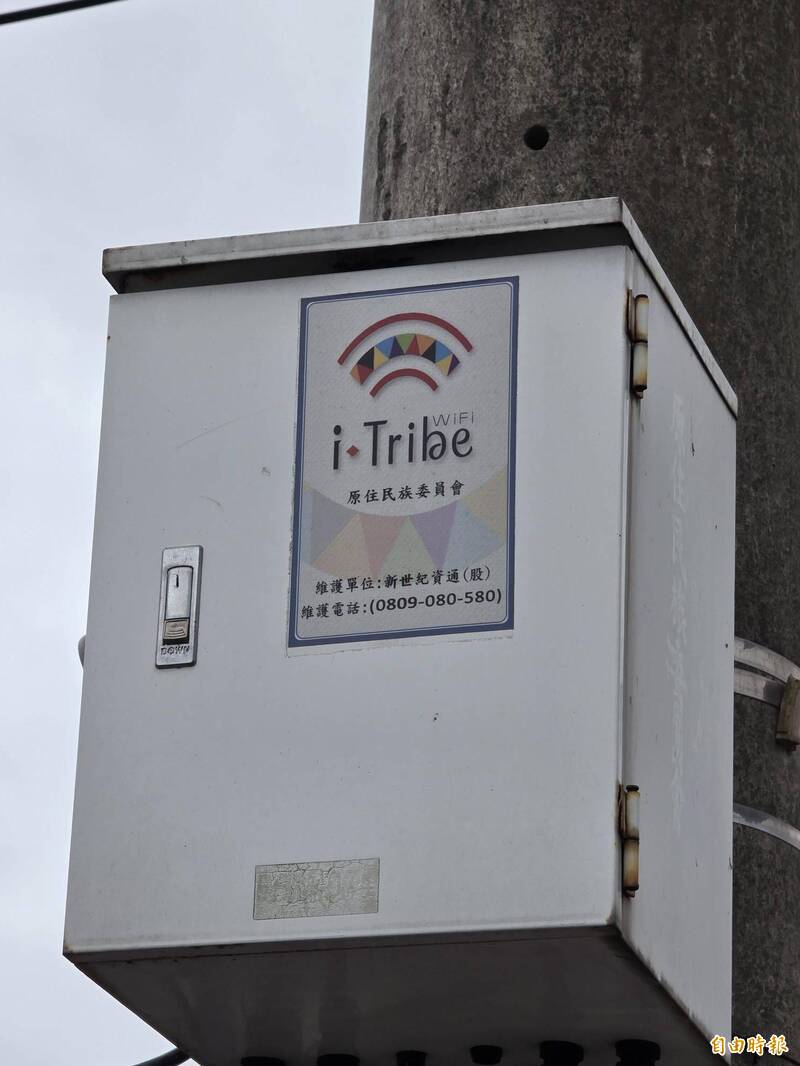 WiFi
i·Tribe
原住民族委員會
維護單位:新世紀資通(股)
維護電話:(0809-080-580)
DOWN
自由時報